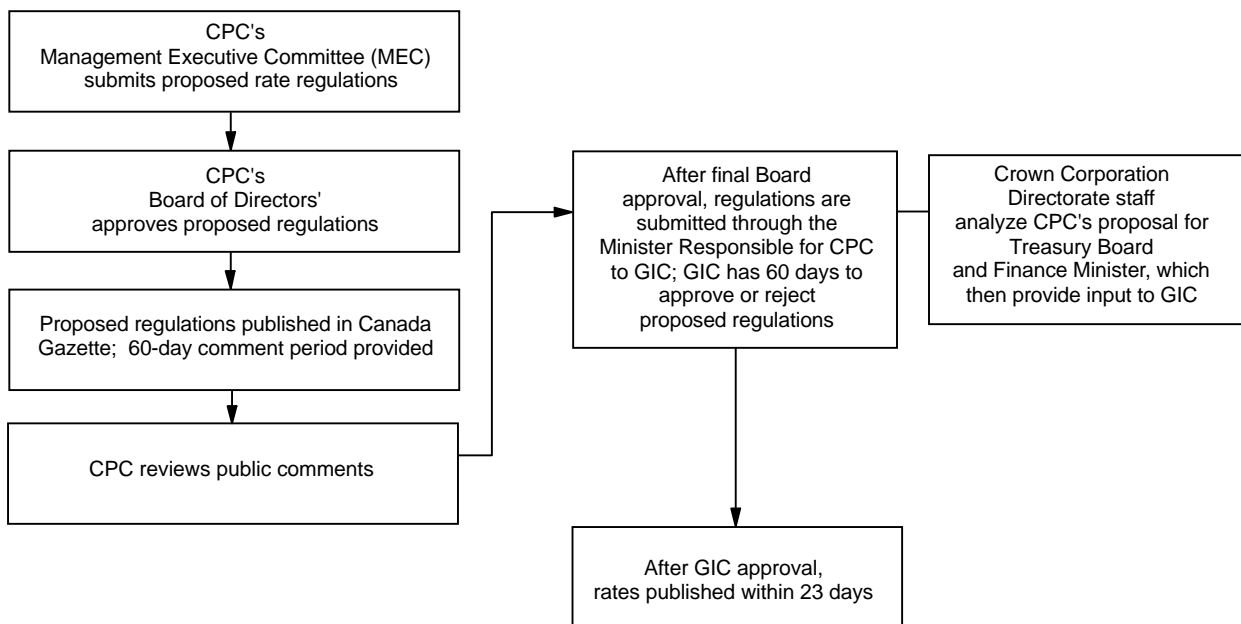 CPC's
Management Executive Committee (MEC)
submits proposed rate regulations
CPC's
Board of Directors'
approves proposed regulations
Proposed regulations published in Canada
Gazette; 60-day comment period provided
CPC reviews public comments
After final Board
approval, regulations are
submitted through the
Minister Responsible for CPC
to GIC; GIC has 60 days to
approve or reject
proposed regulations
Crown Corporation
Directorate staff
analyze CPC's proposal for
Treasury Board
and Finance Minister, which
then provide input to GIC
After GIC approval,
rates published within 23 days